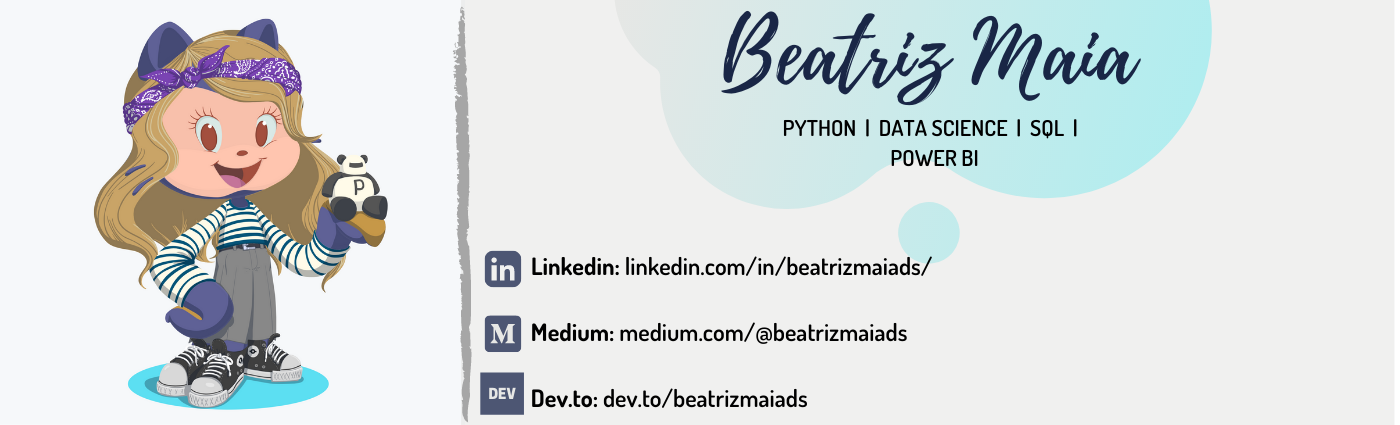 Beatriz Maia
PYTHON | DATA SCIENCE | SQL |
POWER BI
P
in Linkedin: linkedin.com/in/beatrizmaiads/
M Medium: medium.com/@beatrizmaiads
DEV Dev.to: dev.to/beatrizmaiads